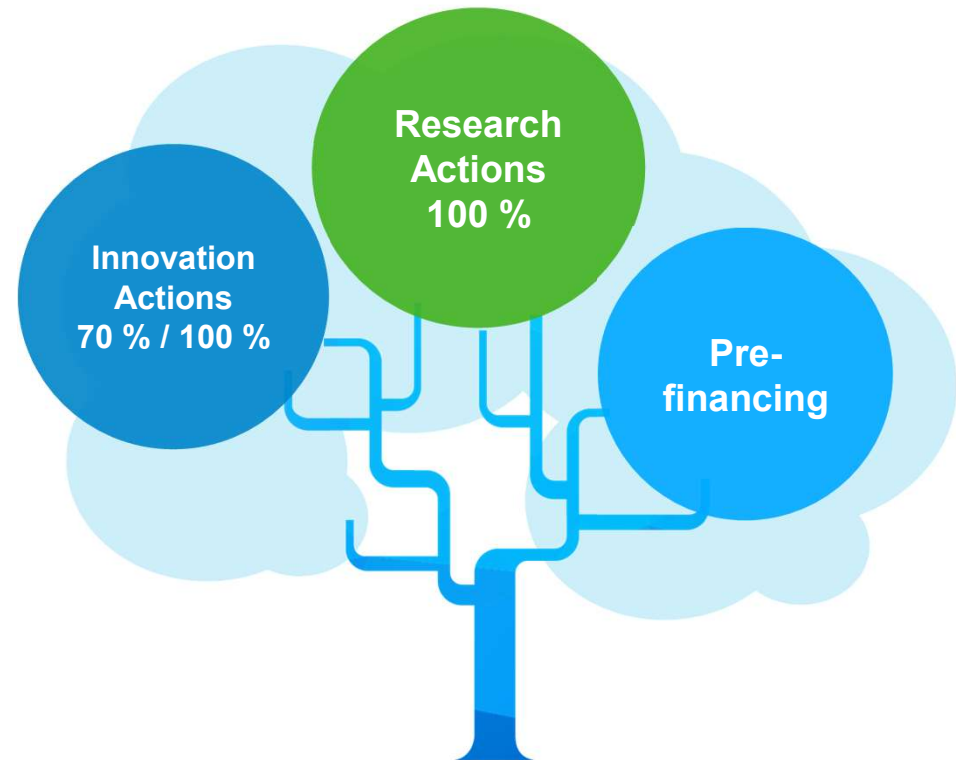 Research
Actions
100 %
Innovation
Actions
70 % / 100 %
Pre-
financing